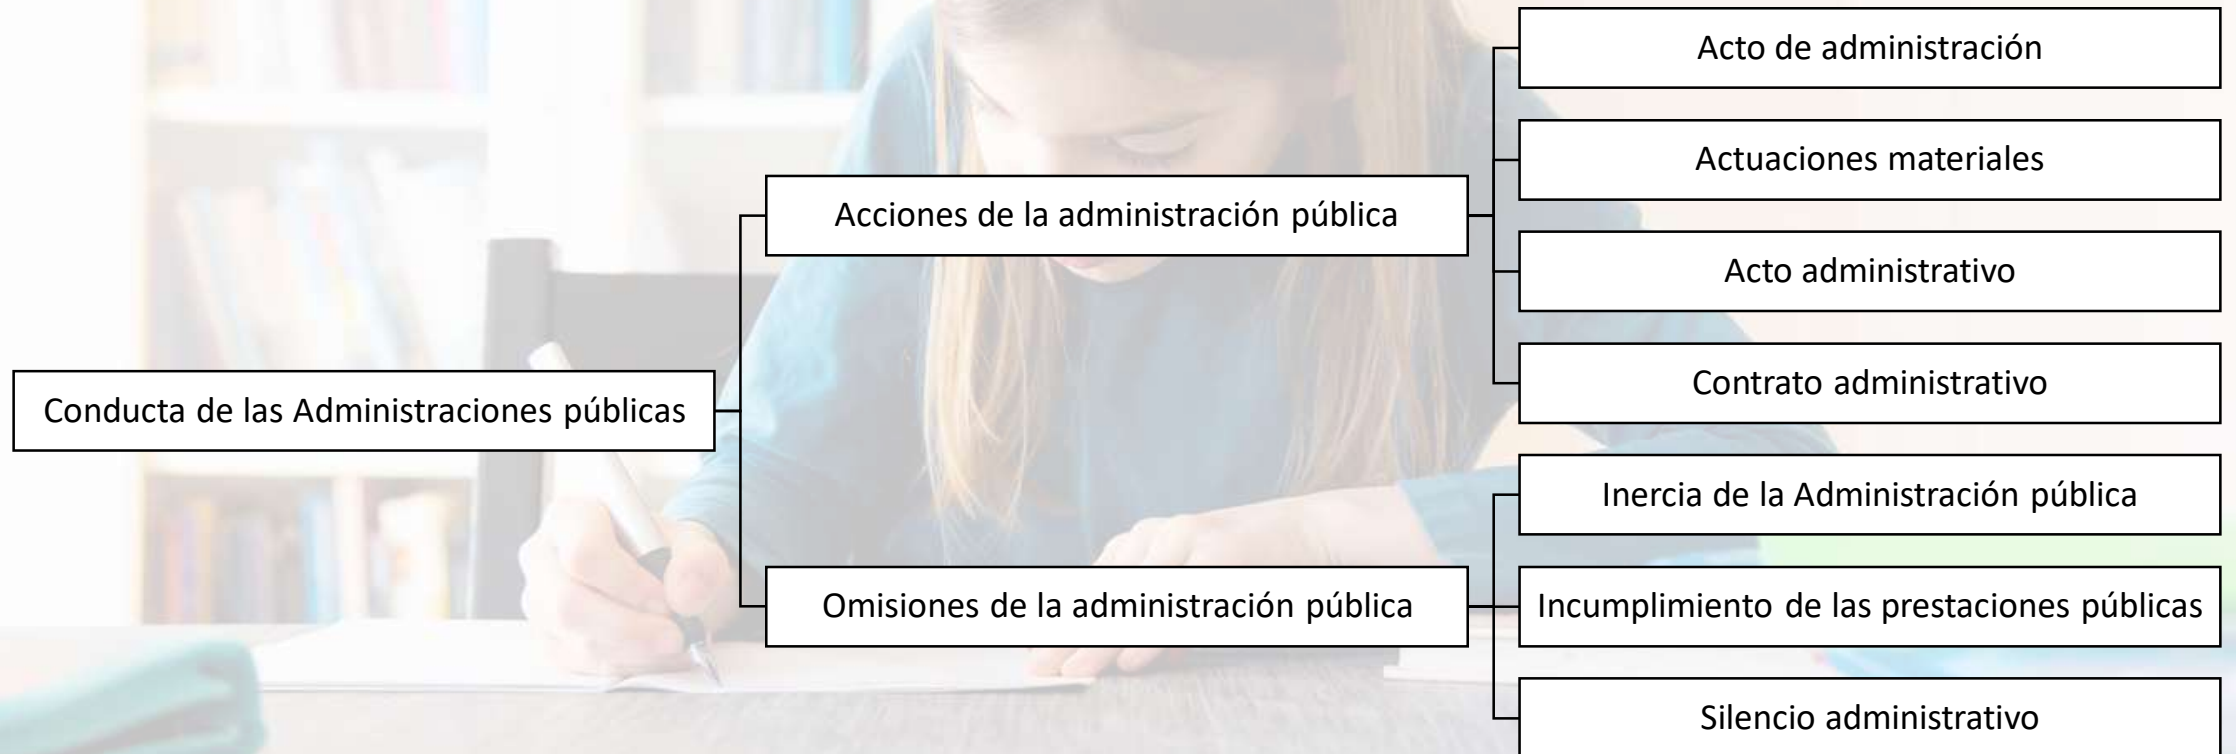 Conducta de las Administraciones públicas
Acciones de la administración pública
Acto de administración
Actuaciones materiales
Acto administrativo
Contrato administrativo
Omisiones de la administración pública
Inercia de la Administración pública
Incumplimiento de las prestaciones públicas
Silencio administrativo